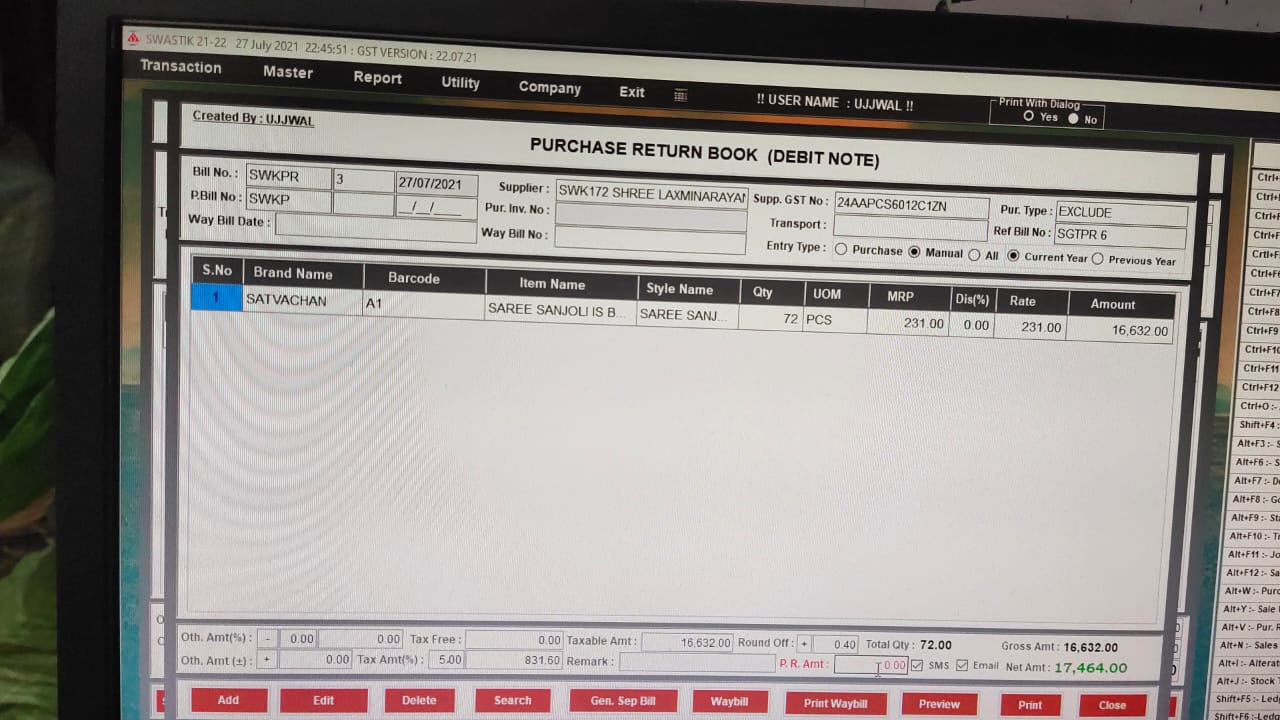 SWASTIK 21-22 27 July 2021 22:45:51 : GST VERSION : 22.07.21
Transaction Master Report Utility Company Exit !! USER NAME : UJJWAL !! Print With Dialog Yes No
Created By : UJJWAL
PURCHASE RETURN BOOK (DEBIT NOTE)
Bill No. : SWKPR 3 27/07/2021 Supplier : SWK172 SHREE LAXMINARAYAN Supp. GST No : 24AAPCS6012C1ZN Pur. Type : EXCLUDE
P.Bill No : SWKP __/__/____ Pur. Inv. No : Transport : Ref Bill No : SGTPR 6
Way Bill Date : Way Bill No : Entry Type : Purchase Manual All Current Year Previous Year
S.No Brand Name Barcode Item Name Style Name Qty UOM MRP Dis(%) Rate Amount
1 SATVACHAN A1 SAREE SANJOLI IS B... SAREE SANJ... 72 PCS 231.00 0.00 231.00 16,632.00
Oth. Amt(%) : - 0.00 0.00 Tax Free : 0.00 Taxable Amt : 16,632.00 Round Off : + 0.40 Total Qty : 72.00 Gross Amt : 16,632.00
Oth. Amt (±) : + 0.00 Tax Amt(%) : 5.00 831.60 Remark : P. R. Amt : 0.00 SMS Email Net Amt : 17,464.00
Add Edit Delete Search Gen. Sep Bill Waybill Print Waybill Preview Print Close
Ctrl+
Ctrl+F
Ctrl+F
Ctrl+F
Ctrl+F7
Ctrl+F8
Ctrl+F9
Ctrl+F10
Ctrl+F11
Ctrl+F12
Ctrl+O :-
Shift+F4 :
Alt+F3 :- S
Alt+F6 :- S
Alt+F7 :- D
Alt+F8 :- G
Alt+F9 :- St
Alt+F10 :- T
Alt+F11 :- Jo
Alt+F12 :- Sa
Alt+W :- Purc
Alt+Y :- Sale
Alt+V :- Pur. R
Alt+N :- Sales
Alt+I :- Alterat
Alt+J :- Stock
Shift+F5 :- Led
Shift+F6 :- Led